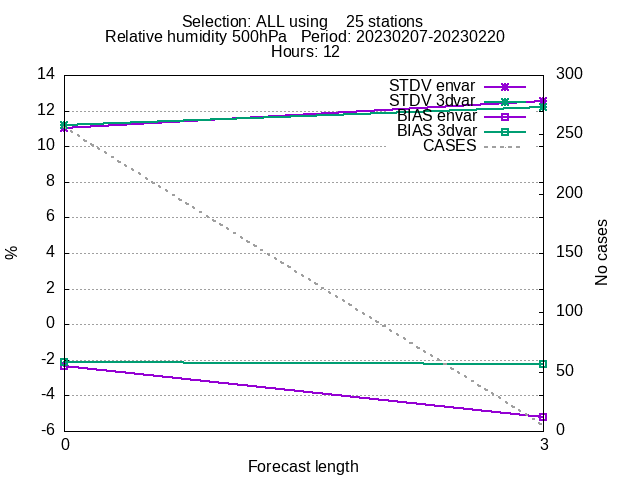 Selection: ALL using    25 stations
Relative humidity 500hPa   Period: 20230207-20230220
Hours: 12
14
12
10
8
6
4
2
0
-2
-4
-6
%
300
250
200
150
100
50
0
No cases
STDV envar
STDV 3dvar
BIAS envar
BIAS 3dvar
CASES
0
3
Forecast length